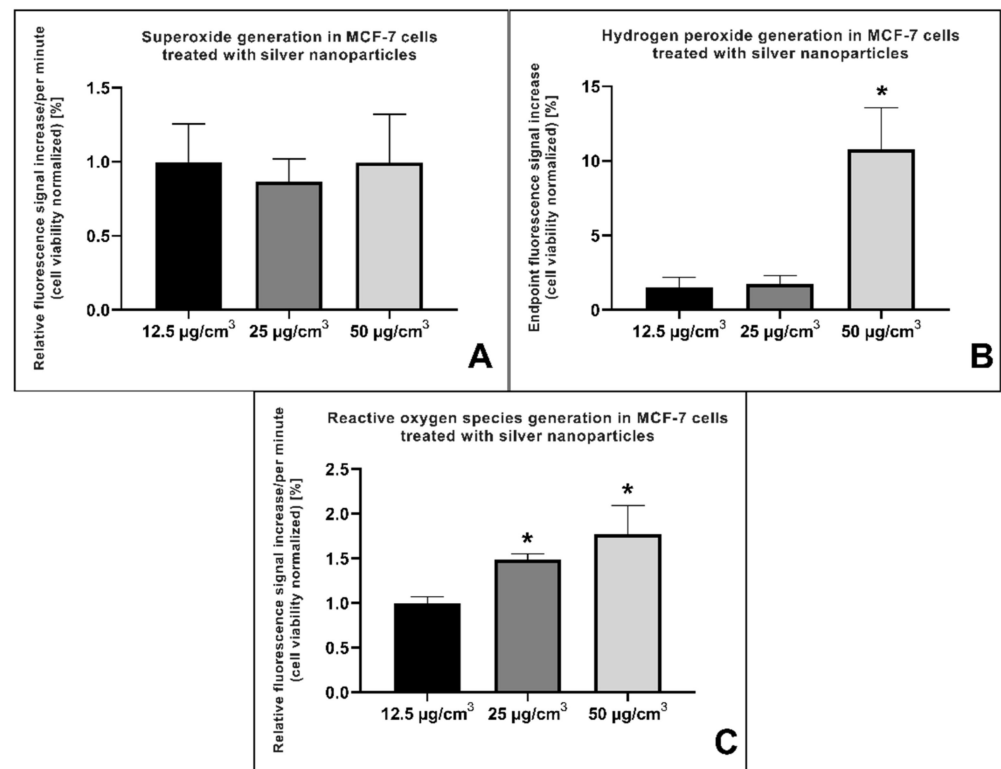 Superoxide generation in MCF-7 cells
treated with silver nanoparticles
Relative fluorescence signal increase/per minute
(cell viability normalized) [%]
1.5
1.0
0.5
0.0
12.5 µg/cm³ 25 µg/cm³ 50 µg/cm³
A
Hydrogen peroxide generation in MCF-7 cells
treated with silver nanoparticles
Endpoint fluorescence signal increase
(cell viability normalized) [%]
15
*
10
5
0
12.5 µg/cm³ 25 µg/cm³ 50 µg/cm³
B
Reactive oxygen species generation in MCF-7 cells
treated with silver nanoparticles
Relative fluorescence signal increase/per minute
(cell viability normalized) [%]
2.5
*
2.0
*
1.5
1.0
0.5
0.0
12.5 µg/cm³ 25 µg/cm³ 50 µg/cm³
C